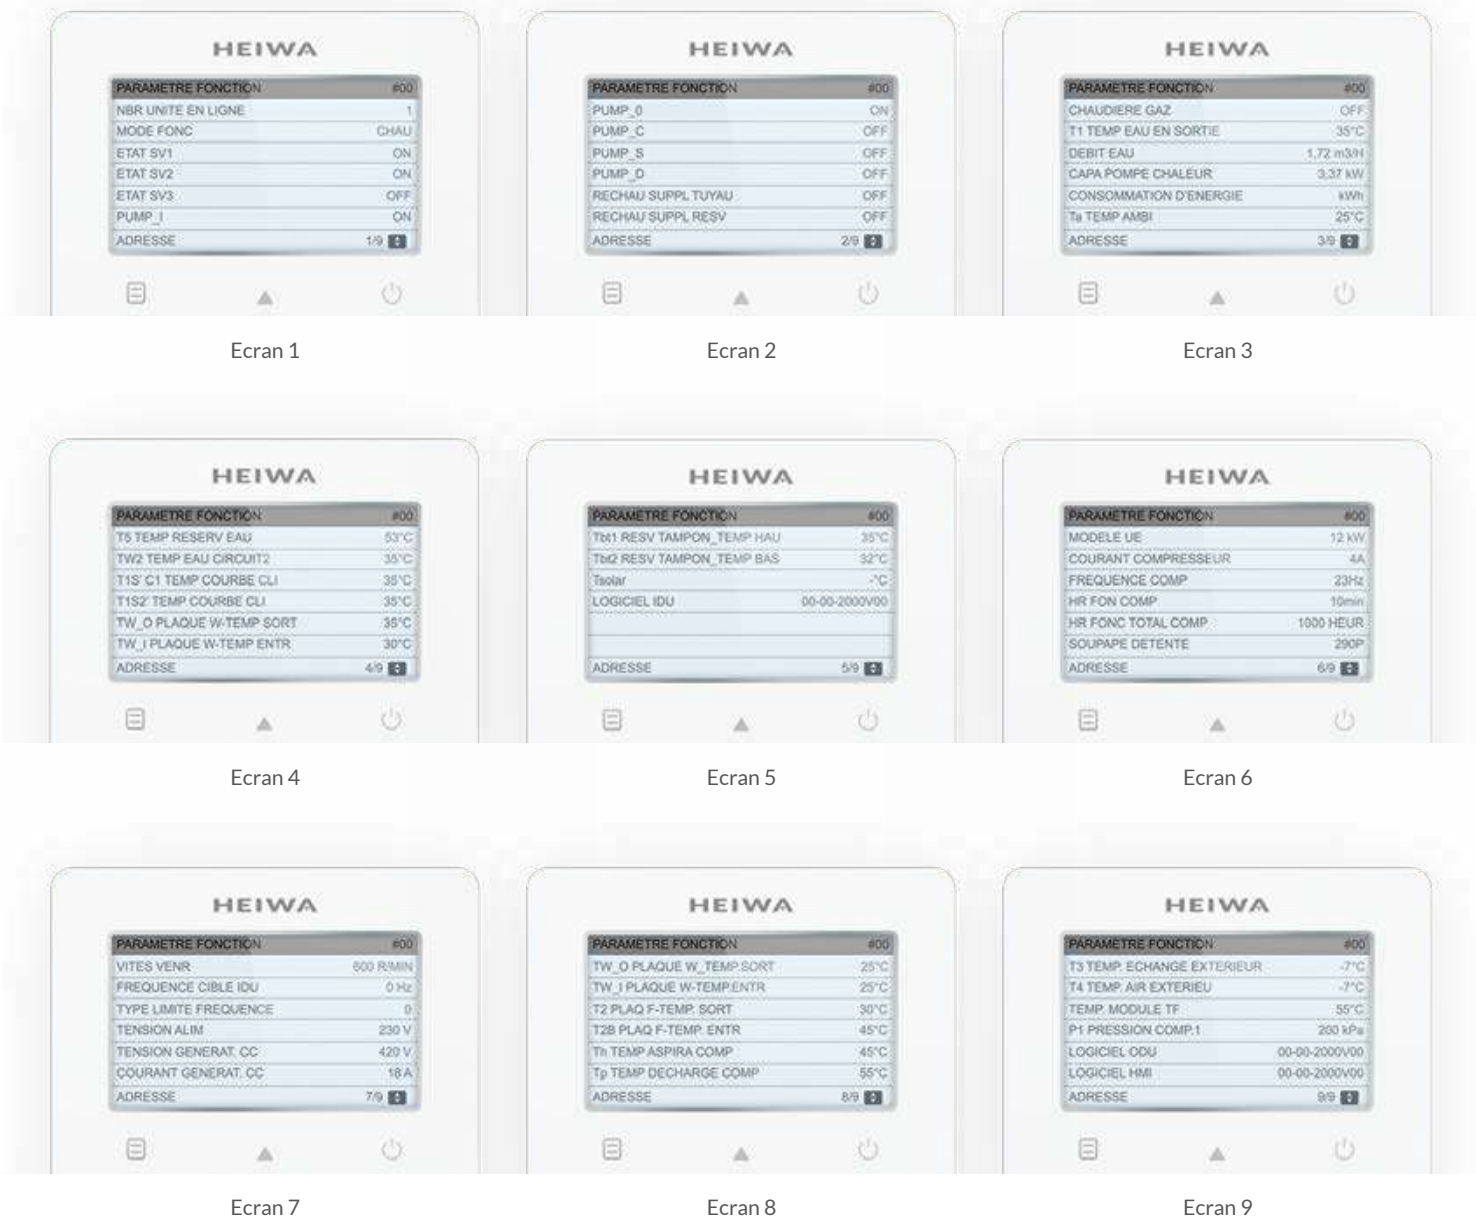 HEIWA
PARAMETRE FONCTION #00
NBR UNITE EN LIGNE 1
MODE FONC CHAU
ETAT SV1 ON
ETAT SV2 ON
ETAT SV3 OFF
PUMP_I ON
ADRESSE 1/9
Ecran 1
HEIWA
PARAMETRE FONCTION #00
PUMP_0 ON
PUMP_C OFF
PUMP_S OFF
PUMP_D OFF
RECHAU SUPPL TUYAU OFF
RECHAU SUPPL RESV OFF
ADRESSE 2/9
Ecran 2
HEIWA
PARAMETRE FONCTION #00
CHAUDIERE GAZ OFF
T1 TEMP EAU EN SORTIE 35°C
DEBIT EAU 1,72 m3/H
CAPA POMPE CHALEUR 3,37 kW
CONSOMMATION D'ENERGIE kWh
Ta TEMP AMBI 25°C
ADRESSE 3/9
Ecran 3
HEIWA
PARAMETRE FONCTION #00
T5 TEMP RESERV EAU 53°C
TW2 TEMP EAU CIRCUIT2 35°C
T1S' C1 TEMP COURBE CLI 35°C
T1S2' TEMP COURBE CLI 35°C
TW_O PLAQUE W-TEMP SORT 35°C
TW_I PLAQUE W-TEMP ENTR 30°C
ADRESSE 4/9
Ecran 4
HEIWA
PARAMETRE FONCTION #00
Tbt1 RESV TAMPON_TEMP HAU 35°C
Tbt2 RESV TAMPON_TEMP BAS 32°C
Tsolar -°C
LOGICIEL IDU 00-00-2000V00
ADRESSE 5/9
Ecran 5
HEIWA
PARAMETRE FONCTION #00
MODELE UE 12 kW
COURANT COMPRESSEUR 4A
FREQUENCE COMP 23Hz
HR FON COMP 10min
HR FONC TOTAL COMP 1000 HEUR
SOUPAPE DETENTE 290P
ADRESSE 6/9
Ecran 6
HEIWA
PARAMETRE FONCTION #00
VITES VENR 600 R/MIN
FREQUENCE CIBLE IDU 0 Hz
TYPE LIMITE FREQUENCE 0
TENSION ALIM 230 V
TENSION GENERAT. CC 420 V
COURANT GENERAT. CC 18 A
ADRESSE 7/9
Ecran 7
HEIWA
PARAMETRE FONCTION #00
TW_O PLAQUE W_TEMP.SORT 25°C
TW_I PLAQUE W-TEMP.ENTR 25°C
T2 PLAQ F-TEMP. SORT 30°C
T2B PLAQ F-TEMP. ENTR 45°C
Th TEMP ASPIRA COMP 45°C
Tp TEMP DECHARGE COMP 55°C
ADRESSE 8/9
Ecran 8
HEIWA
PARAMETRE FONCTION #00
T3 TEMP. ECHANGE EXTERIEUR -7°C
T4 TEMP. AIR EXTERIEU -7°C
TEMP. MODULE TF 55°C
P1 PRESSION COMP.1 200 kPa
LOGICIEL ODU 00-00-2000V00
LOGICIEL HMI 00-00-2000V00
ADRESSE 9/9
Ecran 9